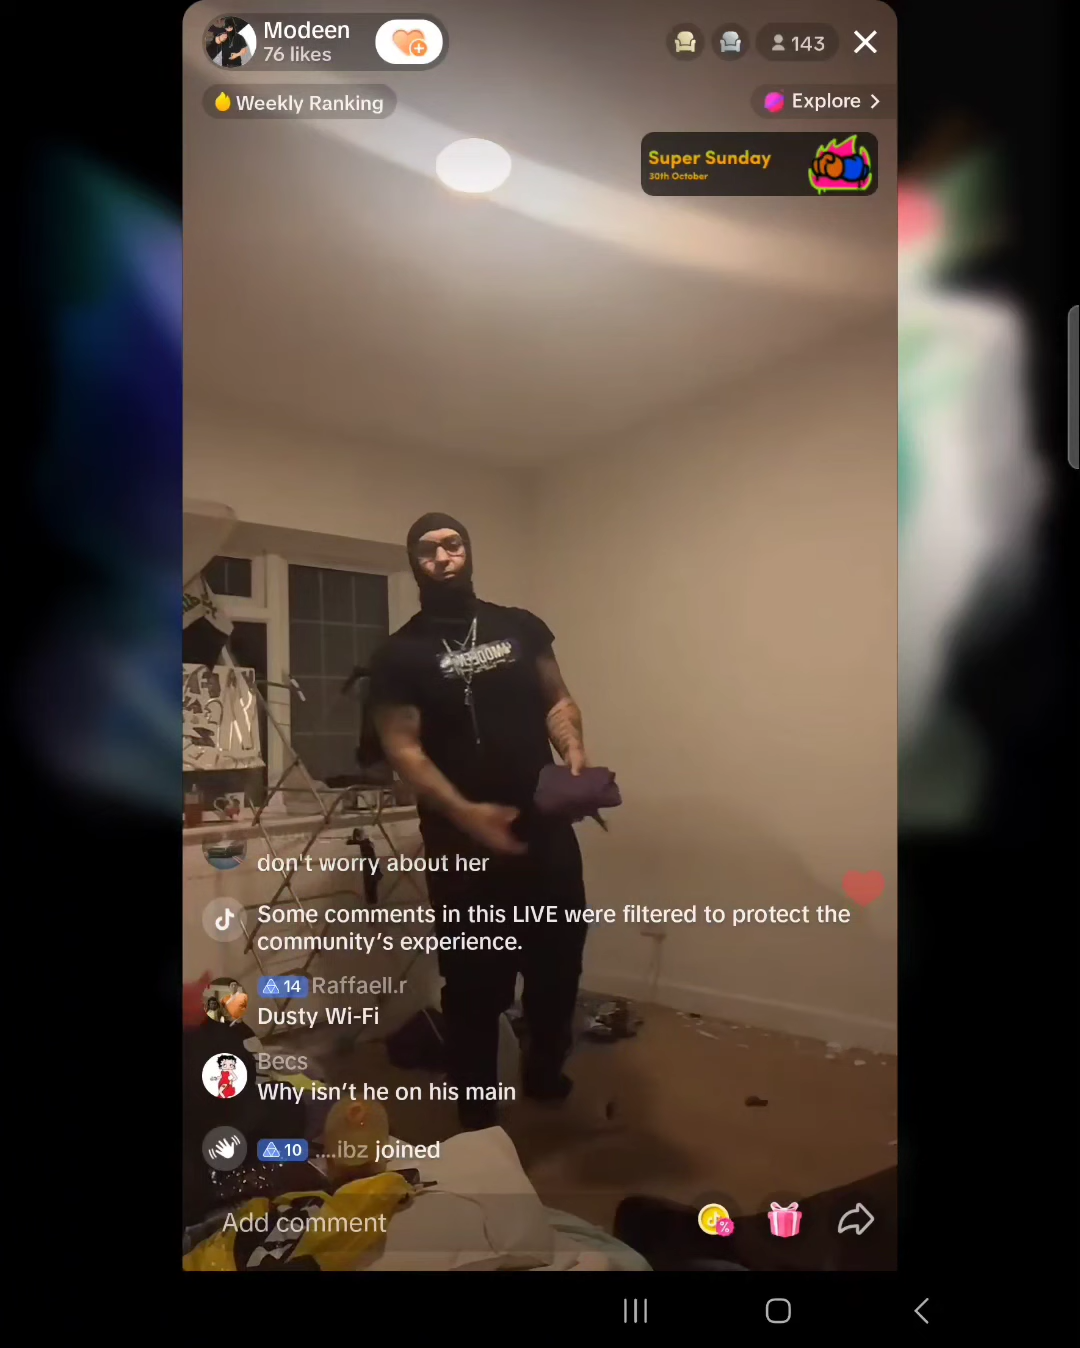 Modeen
76 likes
143
Weekly Ranking
Explore >
Super Sunday
30th October
don't worry about her
Some comments in this LIVE were filtered to protect the
community's experience.
14 Raffaell.r
Dusty Wi-Fi
Becs
Why isn't he on his main
10 ....ibz joined
Add comment